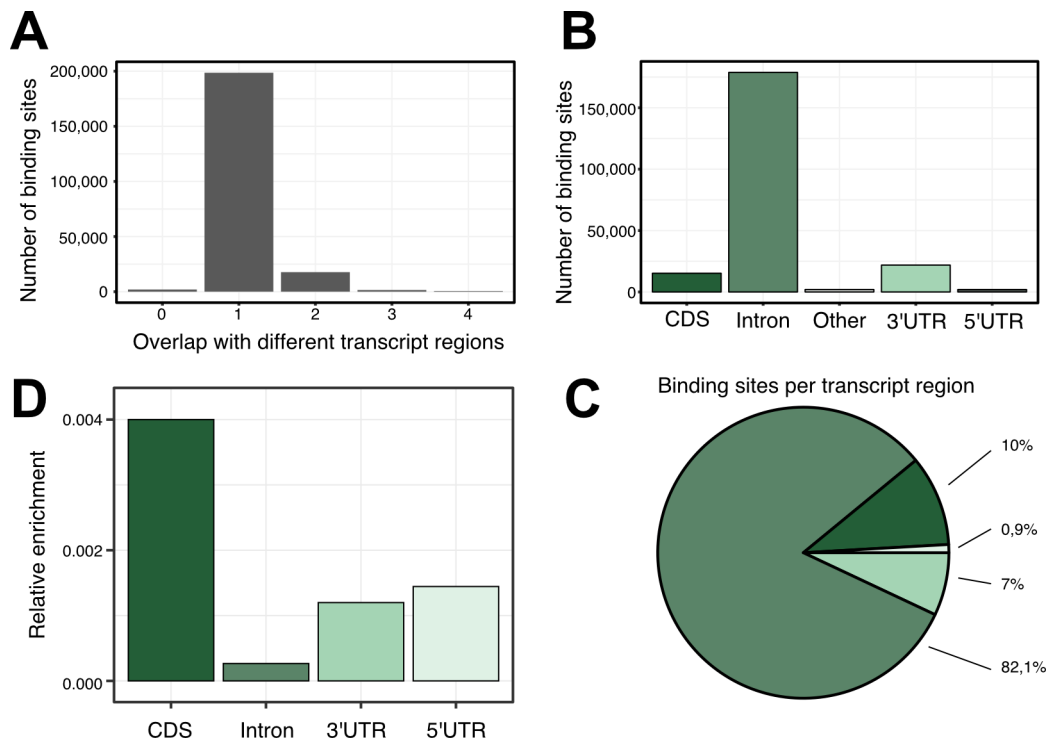 A
Number of binding sites
200,000
150,000
100,000
50,000
0
0 1 2 3 4
Overlap with different transcript regions
B
Number of binding sites
150,000
100,000
50,000
0
CDS Intron Other 3'UTR 5'UTR
D
Relative enrichment
0.004
0.002
0.000
CDS Intron 3'UTR 5'UTR
C
Binding sites per transcript region
10%
0,9%
7%
82,1%